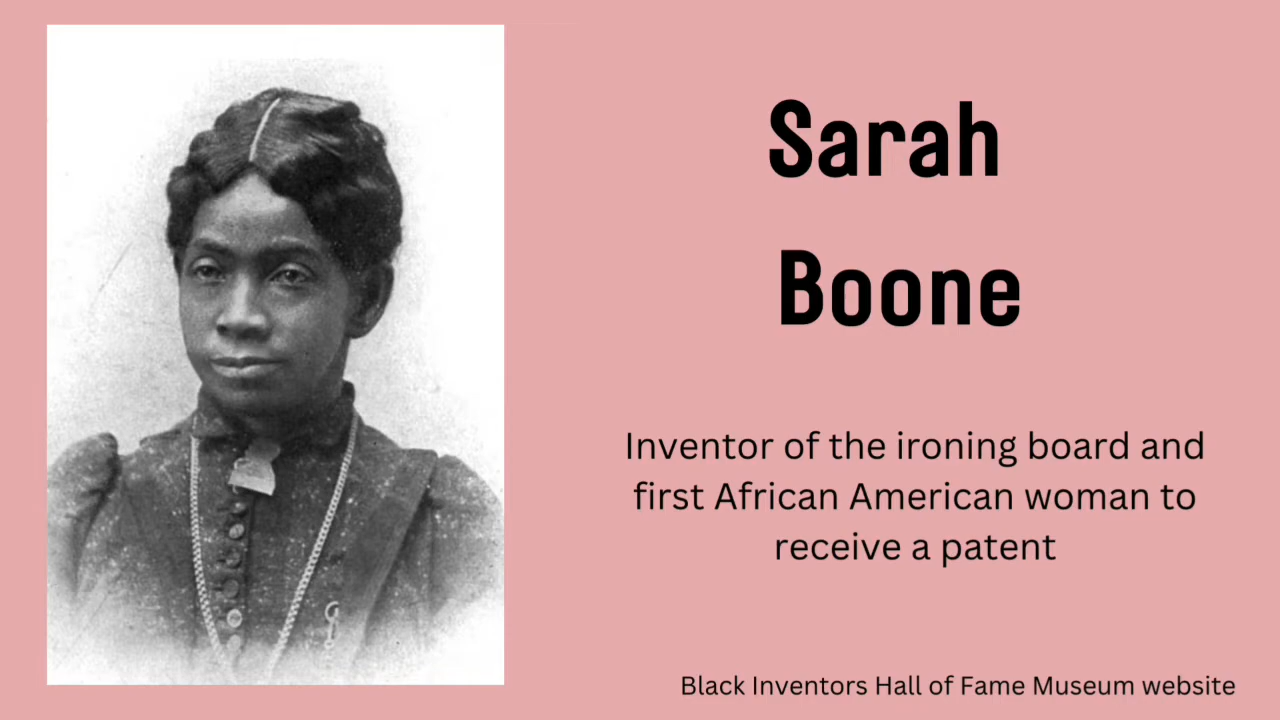 Sarah
Boone
Inventor of the ironing board and
first African American woman to
receive a patent
Black Inventors Hall of Fame Museum website